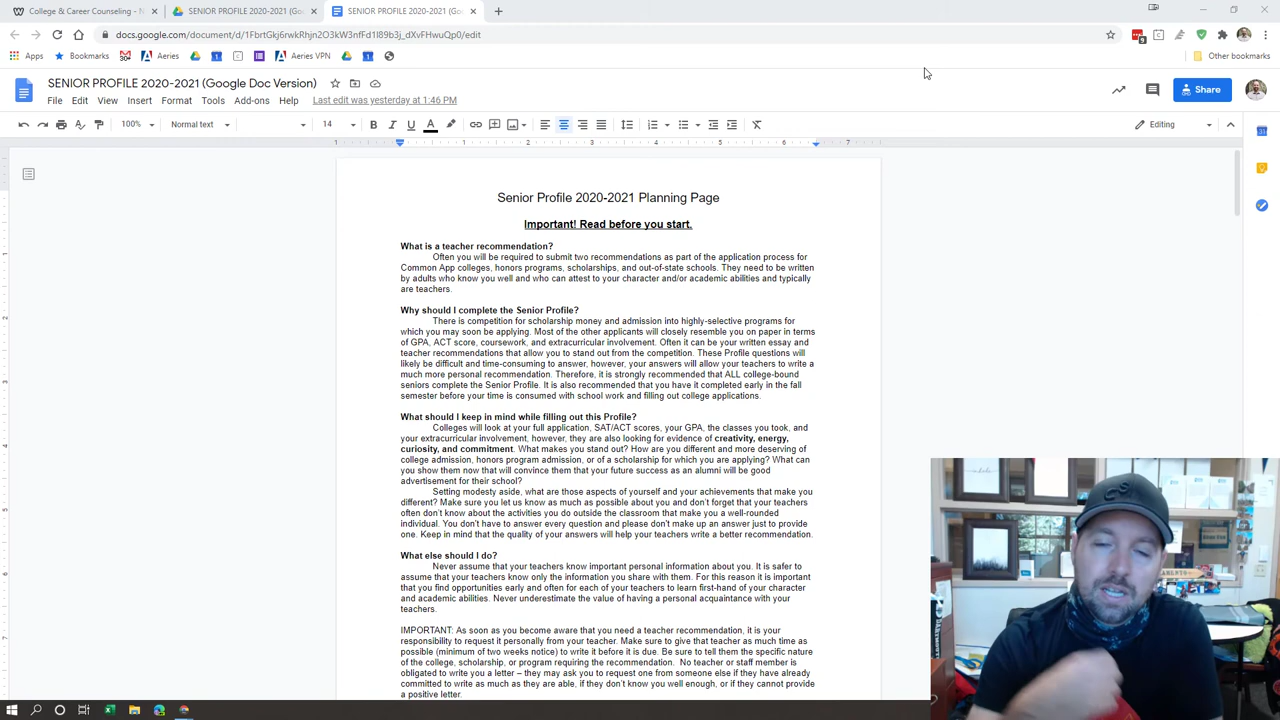 College & Career Counseling - N
SENIOR PROFILE 2020-2021 (Goo
SENIOR PROFILE 2020-2021 (Goo
docs.google.com/document/d/1FbrtGkj6rwkRhjn2O3kW3nfFd1I89b3j_dXvFHwuQp0/edit
Apps
Bookmarks
Aeries
Aeries VPN
Other bookmarks
SENIOR PROFILE 2020-2021 (Google Doc Version)
File Edit View Insert Format Tools Add-ons Help Last edit was yesterday at 1:46 PM
Share
100% Normal text 14 B I U A Editing
1 1 2 3 4 5 6 7
Senior Profile 2020-2021 Planning Page
Important! Read before you start.
What is a teacher recommendation?
Often you will be required to submit two recommendations as part of the application process for
Common App colleges, honors programs, scholarships, and out-of-state schools. They need to be written
by adults who know you well and who can attest to your character and/or academic abilities and typically
are teachers.
Why should I complete the Senior Profile?
There is competition for scholarship money and admission into highly-selective programs for
which you may soon be applying. Most of the other applicants will closely resemble you on paper in terms
of GPA, ACT score, coursework, and extracurricular involvement. Often it can be your written essay and
teacher recommendations that allow you to stand out from the competition. These Profile questions will
likely be difficult and time-consuming to answer, however, your answers will allow your teachers to write a
much more personal recommendation. Therefore, it is strongly recommended that ALL college-bound
seniors complete the Senior Profile. It is also recommended that you have it completed early in the fall
semester before your time is consumed with school work and filling out college applications.
What should I keep in mind while filling out this Profile?
Colleges will look at your full application, SAT/ACT scores, your GPA, the classes you took, and
your extracurricular involvement, however, they are also looking for evidence of creativity, energy,
curiosity, and commitment. What makes you stand out? How are you different and more deserving of
college admission, honors program admission, or of a scholarship for which you are applying? What can
you show them now that will convince them that your future success as an alumni will be good
advertisement for their school?
Setting modesty aside, what are those aspects of yourself and your achievements that make you
different? Make sure you let us know as much as possible about you and don't forget that your teachers
often don't know about the activities you do outside the classroom that make you a well-rounded
individual. You don't have to answer every question and please don't make up an answer just to provide
one. Keep in mind that the quality of your answers will help your teachers write a better recommendation.
What else should I do?
Never assume that your teachers know important personal information about you. It is safer to
assume that your teachers know only the information you share with them. For this reason it is important
that you find opportunities early and often for each of your teachers to learn first-hand of your character
and academic abilities. Never underestimate the value of having a personal acquaintance with your
teachers.
IMPORTANT: As soon as you become aware that you need a teacher recommendation, it is your
responsibility to request it personally from your teacher. Make sure to give that teacher as much time as
possible (minimum of two weeks notice) to write it before it is due. Be sure to tell them the specific nature
of the college, scholarship, or program requiring the recommendation. No teacher or staff member is
obligated to write you a letter – they may ask you to request one from someone else if they have already
committed to write as much as they are able, if they don't know you well enough, or if they cannot provide
a positive letter.